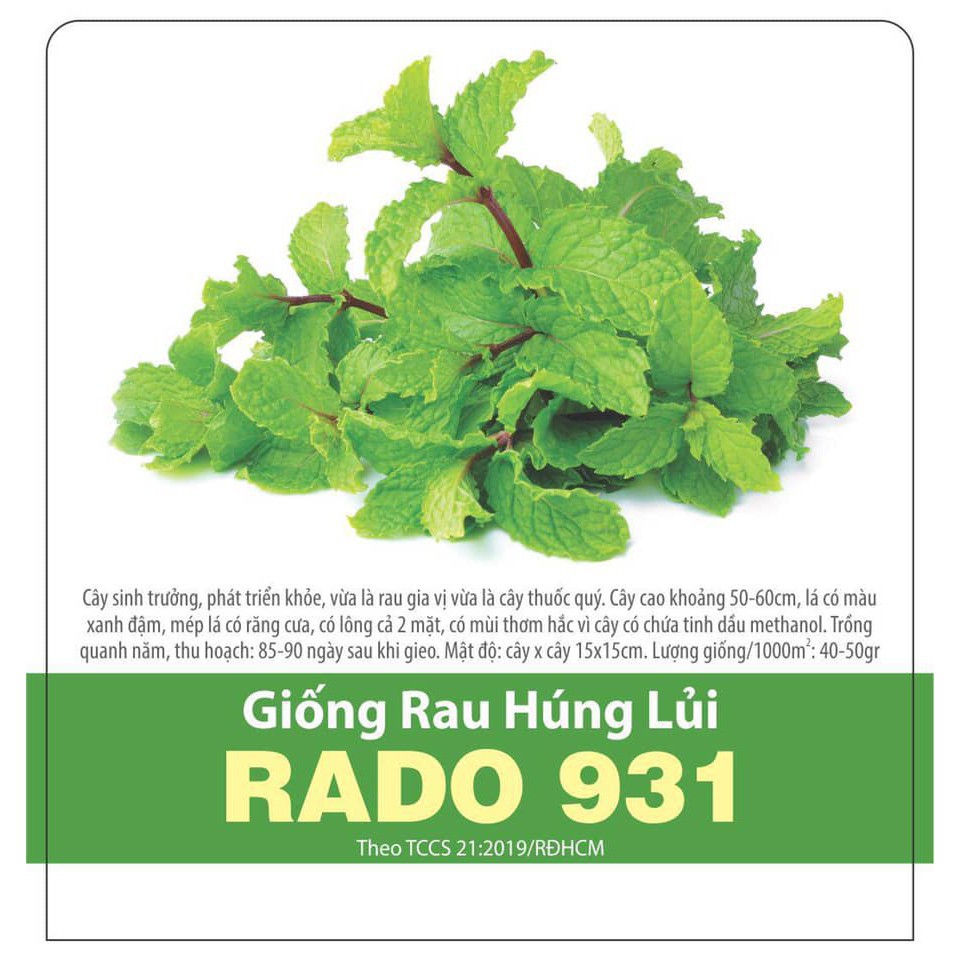 Cây sinh trưởng, phát triển khỏe, vừa là rau gia vị vừa là cây thuốc quý. Cây cao khoảng 50-60cm, lá có màu
xanh đậm, mép lá có răng cưa, có lông cả 2 mặt, có mùi thơm hắc vì cây có chứa tinh dầu methanol. Trồng
quanh năm, thu hoạch: 85-90 ngày sau khi gieo. Mật độ: cây x cây 15x15cm. Lượng giống/1000m²: 40-50gr
Giống Rau Húng Lủi
RADO 931
Theo TCCS 21:2019/RĐHCM